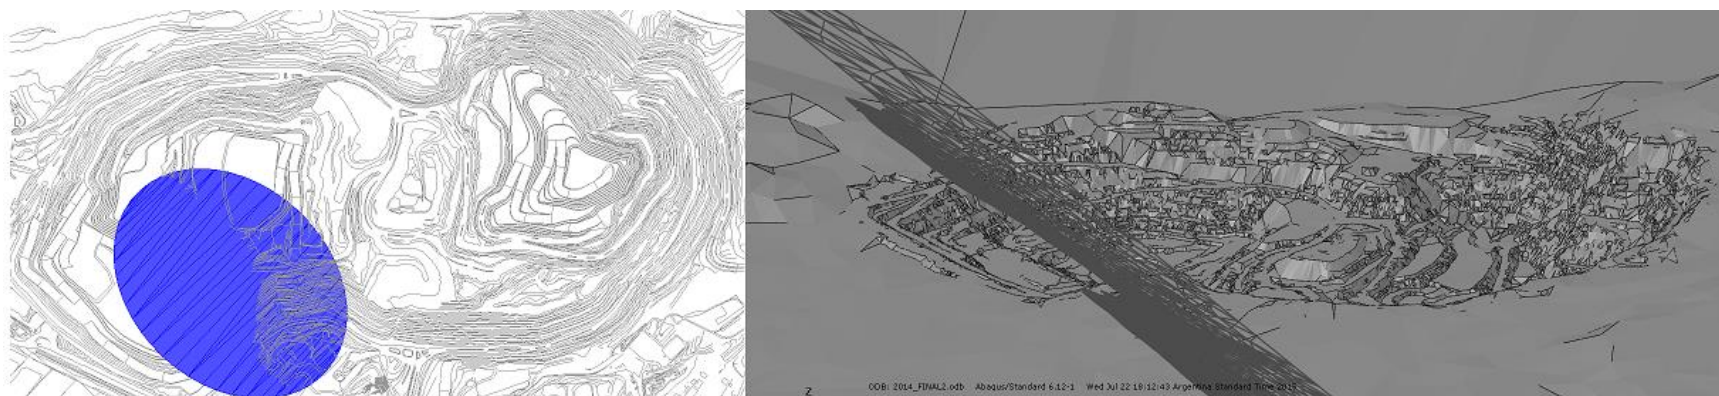 ODB: 2014_FINAL2.odb Abaqus/Standard 6.12-1 Wed Jul 22 18:12:43 Argentina Standard Time 2015
Z